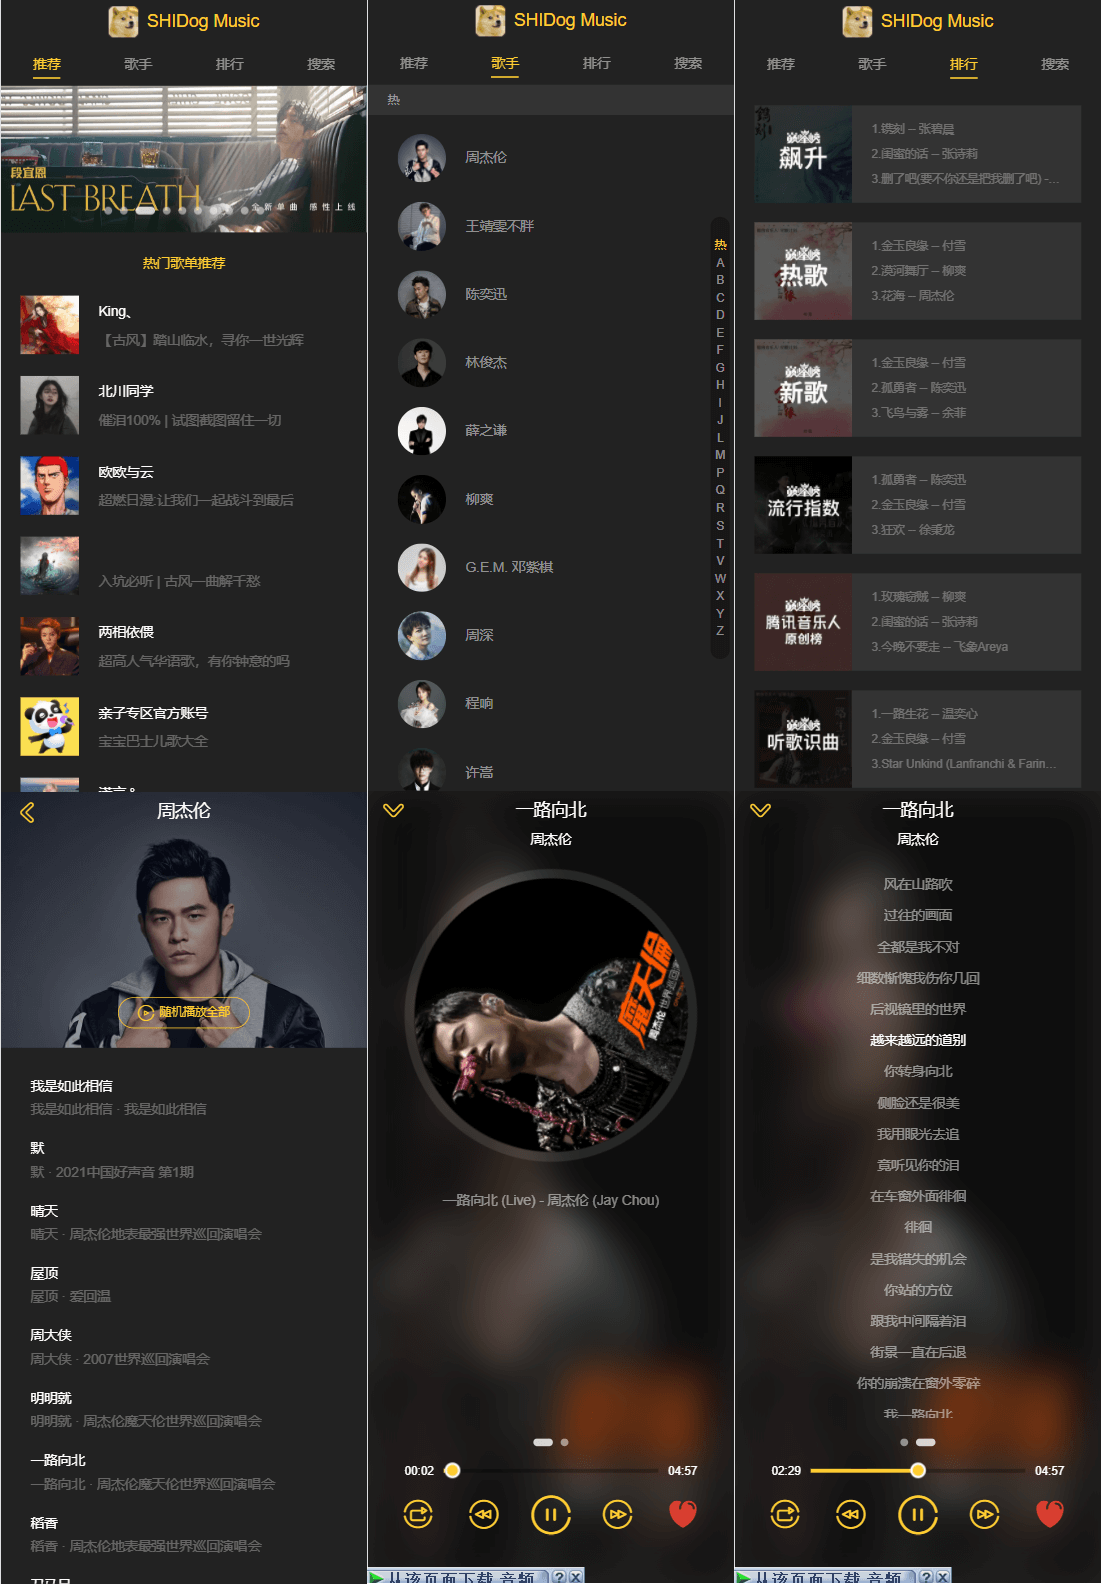 SHIDog Music
推荐
歌手
排行
搜索
段宜恩
LAST BREATH
全新单曲 感性上线
热门歌单推荐
King、
【古风】踏山临水，寻你一世光辉
北川同学
催泪100% | 试图截图留住一切
欧欧与云
超燃日漫:让我们一起战斗到最后
入坑必听 | 古风一曲解千愁
两相依偎
超高人气华语歌，有你钟意的吗
亲子专区官方账号
宝宝巴士儿歌大全
SHIDog Music
推荐
歌手
排行
搜索
热
周杰伦
王靖雯不胖
陈奕迅
林俊杰
薛之谦
柳爽
G.E.M. 邓紫棋
周深
程响
许嵩
热
A
B
C
D
E
F
G
H
I
J
L
M
P
Q
R
S
T
V
W
X
Y
Z
SHIDog Music
推荐
歌手
排行
搜索
巅峰榜
飙升
1.镌刻 – 张碧晨
2.闺蜜的话 – 张诗莉
3.删了吧(要不你还是把我删了吧) -...
巅峰榜
热歌
1.金玉良缘 – 付雪
2.漠河舞厅 – 柳爽
3.花海 – 周杰伦
巅峰榜
新歌
1.金玉良缘 – 付雪
2.孤勇者 – 陈奕迅
3.飞鸟与雾 – 余菲
巅峰榜
流行指数
1.孤勇者 – 陈奕迅
2.金玉良缘 – 付雪
3.狂欢 – 徐秉龙
巅峰榜
腾讯音乐人
原创榜
1.玫瑰窃贼 – 柳爽
2.闺蜜的话 – 张诗莉
3.今晚不要走 – 飞象Areya
巅峰榜
听歌识曲
1.一路生花 – 温奕心
2.金玉良缘 – 付雪
3.Star Unkind (Lanfranchi & Farin...
周杰伦
随机播放全部
我是如此相信
我是如此相信 · 我是如此相信
默
默 · 2021中国好声音 第1期
晴天
晴天 · 周杰伦地表最强世界巡回演唱会
屋顶
屋顶 · 爱回温
周大侠
周大侠 · 2007世界巡回演唱会
明明就
明明就 · 周杰伦魔天伦世界巡回演唱会
一路向北
一路向北 · 周杰伦魔天伦世界巡回演唱会
稻香
稻香 · 周杰伦地表最强世界巡回演唱会
一路向北
周杰伦
魔天倫
周杰伦 世界巡回
一路向北 (Live) - 周杰伦 (Jay Chou)
00:02
04:57
从该页面下载 音频
? X
一路向北
周杰伦
风在山路吹
过往的画面
全都是我不对
细数惭愧我伤你几回
后视镜里的世界
越来越远的道别
你转身向北
侧脸还是很美
我用眼光去追
竟听见你的泪
在车窗外面徘徊
徘徊
是我错失的机会
你站的方位
跟我中间隔着泪
街景一直在后退
你的崩溃在窗外零碎
我一路向北
02:29
04:57
从该页面下载 音频
? X